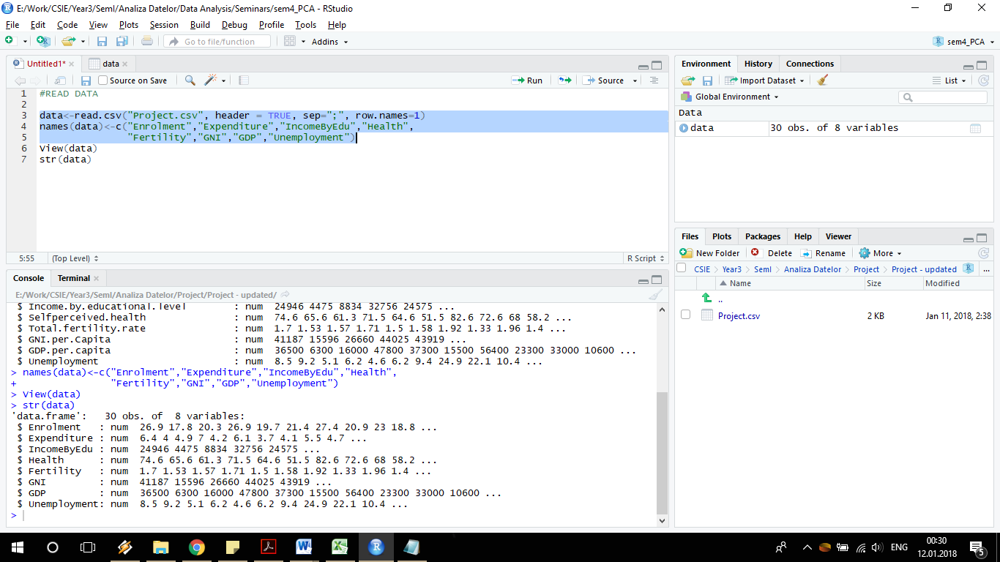 E:/Work/CSIE/Year3/SemI/Analiza Datelor/Data Analysis/Seminars/sem4_PCA - RStudio
File Edit Code View Plots Session Build Debug Profile Tools Help
Go to file/function Addins sem4_PCA
Untitled1* data
Source on Save Run Source
1 #READ DATA
2
3 data<-read.csv("Project.csv", header = TRUE, sep=";", row.names=1)
4 names(data)<-c("Enrolment","Expenditure","IncomeByEdu","Health",
5 "Fertility","GNI","GDP","Unemployment")
6 View(data)
7 str(data)
5:55 (Top Level) R Script
Console Terminal
E:/Work/CSIE/Year3/SemI/Analiza Datelor/Project/Project - updated/
$ Income.by.educational.level : num 24946 4475 8834 32756 24575 ...
$ Selfperceived.health : num 74.6 65.6 61.3 71.5 64.6 51.5 82.6 72.6 68 58.2 ...
$ Total.fertility.rate : num 1.7 1.53 1.57 1.71 1.5 1.58 1.92 1.33 1.96 1.4 ...
$ GNI.per.capita : num 41187 15596 26660 44025 43919 ...
$ GDP.per.capita : num 36500 6300 16000 47800 37300 15500 56400 23300 33000 10600 ...
$ Unemployment : num 8.5 9.2 5.1 6.2 4.6 6.2 9.4 24.9 22.1 10.4 ...
> names(data)<-c("Enrolment","Expenditure","IncomeByEdu","Health",
+ "Fertility","GNI","GDP","Unemployment")
> View(data)
> str(data)
'data.frame': 30 obs. of 8 variables:
$ Enrolment : num 26.9 17.8 20.3 26.9 19.7 21.4 27.4 20.9 23 18.8 ...
$ Expenditure : num 6.4 4 4.9 7 4.2 6.1 3.7 4.1 5.5 4.7 ...
$ IncomeByEdu : num 24946 4475 8834 32756 24575 ...
$ Health : num 74.6 65.6 61.3 71.5 64.6 51.5 82.6 72.6 68 58.2 ...
$ Fertility : num 1.7 1.53 1.57 1.71 1.5 1.58 1.92 1.33 1.96 1.4 ...
$ GNI : num 41187 15596 26660 44025 43919 ...
$ GDP : num 36500 6300 16000 47800 37300 15500 56400 23300 33000 10600 ...
$ Unemployment: num 8.5 9.2 5.1 6.2 4.6 6.2 9.4 24.9 22.1 10.4 ...
>
Environment History Connections
Import Dataset List
Global Environment
Data
data 30 obs. of 8 variables
Files Plots Packages Help Viewer
New Folder Delete Rename More
CSIE Year3 SemI Analiza Datelor Project Project - updated ...
Name Size Modified
..
Project.csv 2 KB Jan 11, 2018, 2:38
ENG 00:30
12.01.2018
5